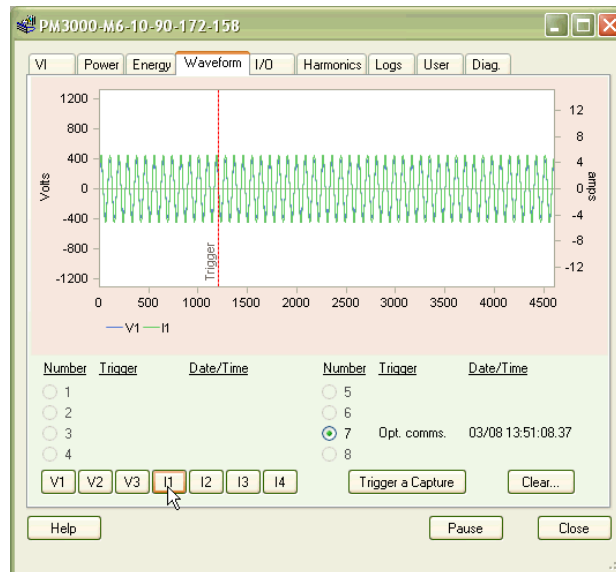 PM3000-M6-10-90-172-158
VI Power Energy Waveform I/O Harmonics Logs User Diag.
1200
800
400
0
-400
-800
-1200
Volts
12
8
4
0
-4
-8
-12
amps
Trigger
0 500 1000 1500 2000 2500 3000 3500 4000 4500
V1 I1
Number Trigger Date/Time Number Trigger Date/Time
1 5
2 6
3 7 Opt. comms. 03/08 13:51:08.37
4 8
V1 V2 V3 I1 I2 I3 I4 Trigger a Capture Clear...
Help Pause Close